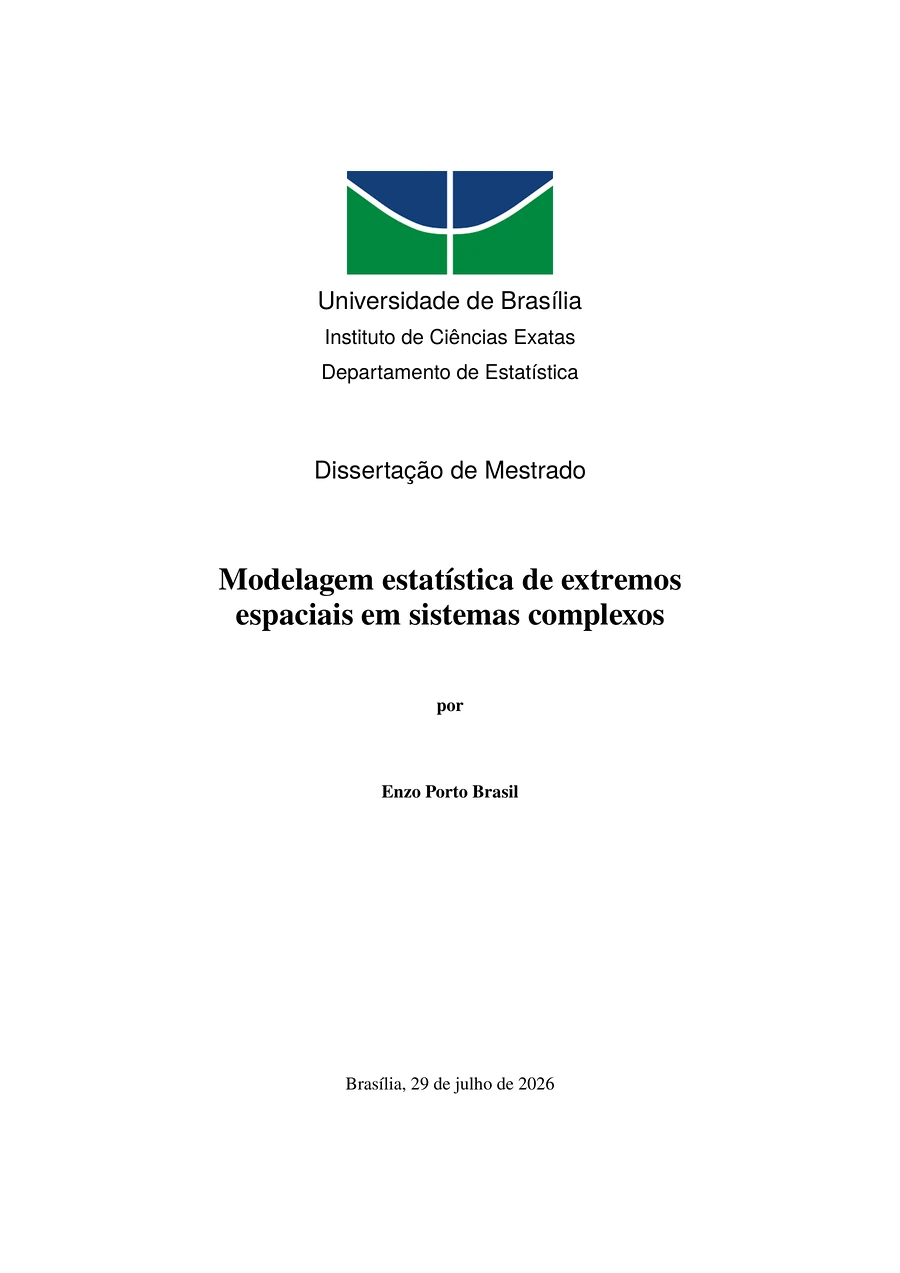 Universidade de Brasília
Instituto de Ciências Exatas
Departamento de Estatística
Dissertação de Mestrado
Modelagem estatística de extremos
espaciais em sistemas complexos
por
Enzo Porto Brasil
Brasília, 29 de julho de 2026